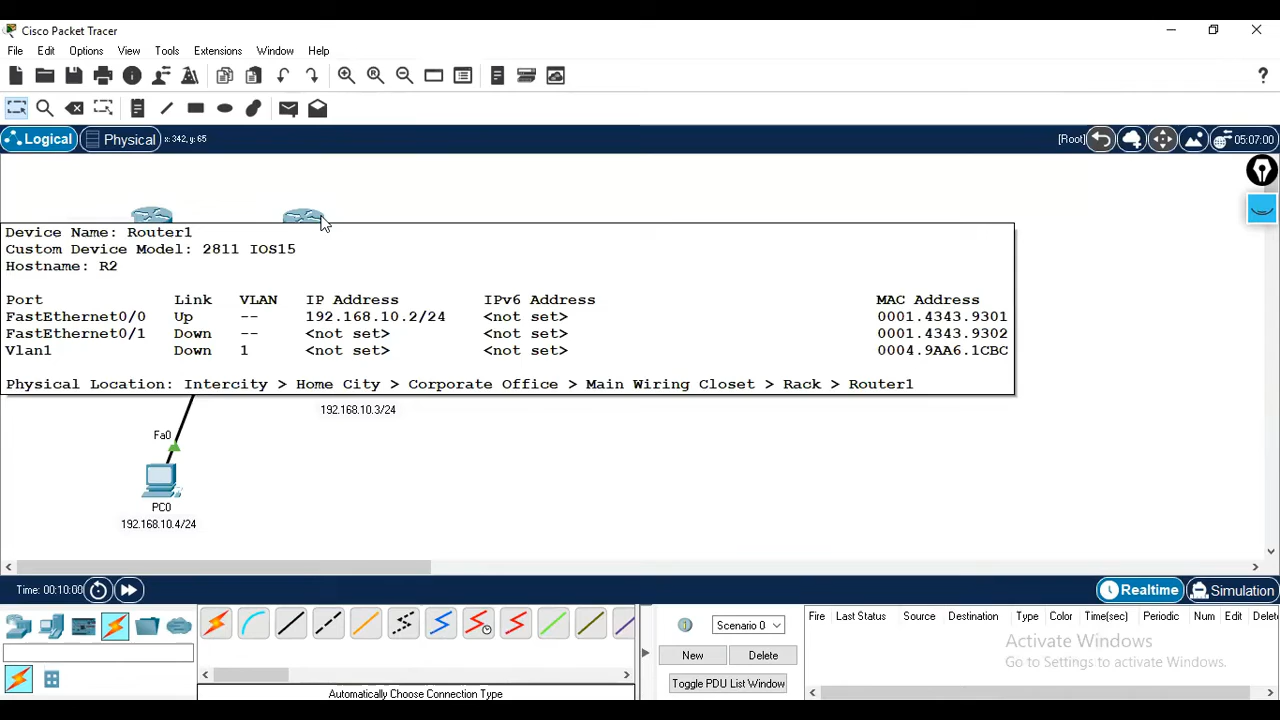 Cisco Packet Tracer
File Edit Options View Tools Extensions Window Help
?
Logical Physical x: 342, y: 65 [Root] 05:07:00
Device Name: Router1
Custom Device Model: 2811 IOS15
Hostname: R2
Port Link VLAN IP Address IPv6 Address MAC Address
FastEthernet0/0 Up -- 192.168.10.2/24 <not set> 0001.4343.9301
FastEthernet0/1 Down -- <not set> <not set> 0001.4343.9302
Vlan1 Down 1 <not set> <not set> 0004.9AA6.1CBC
Physical Location: Intercity > Home City > Corporate Office > Main Wiring Closet > Rack > Router1
192.168.10.3/24
Fa0
PC0
192.168.10.4/24
Time: 00:10:00 Realtime Simulation
Scenario 0 Fire Last Status Source Destination Type Color Time(sec) Periodic Num Edit Delete
New Delete
Toggle PDU List Window
Automatically Choose Connection Type
Activate Windows
Go to Settings to activate Windows.